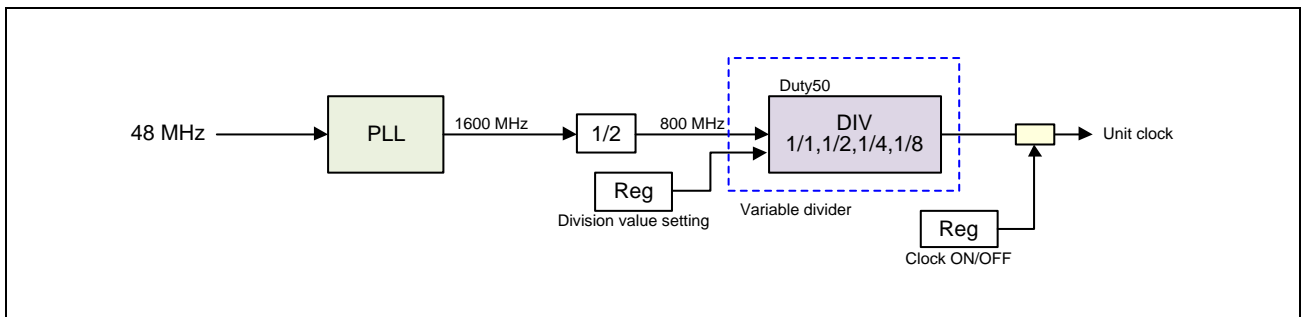 Duty50
48 MHz
PLL
1600 MHz
1/2
800 MHz
DIV
1/1,1/2,1/4,1/8
Unit clock
Reg
Division value setting
Variable divider
Reg
Clock ON/OFF